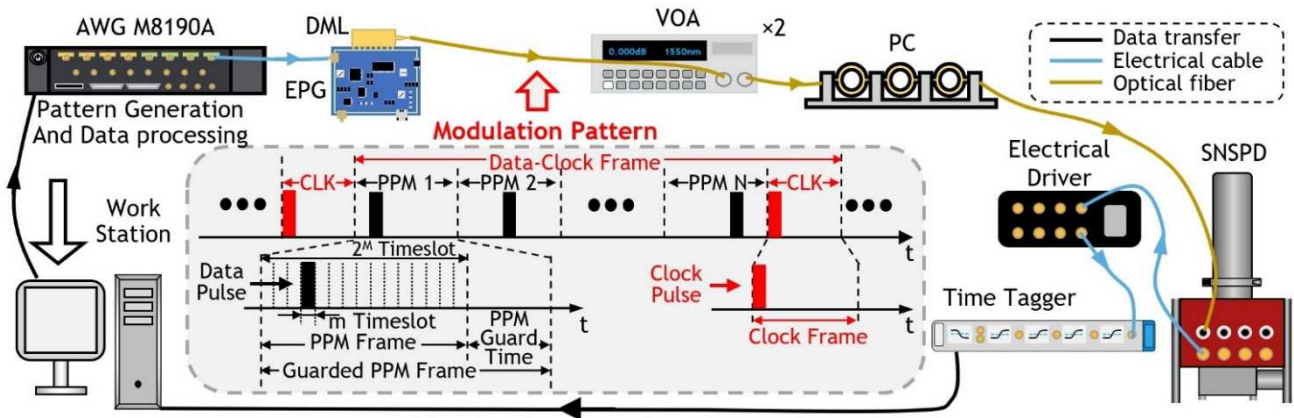 AWG M8190A
DML
VOA
×2
0.000dB 1550nm
PC
Data transfer
Electrical cable
Optical fiber
EPG
Pattern Generation
And Data processing
Modulation Pattern
Data-Clock Frame
CLK
PPM 1
PPM 2
PPM N
CLK
t
Electrical
Driver
SNSPD
Work
Station
2ᴹ Timeslot
Data
Pulse
m Timeslot
PPM Frame
PPM
Guard
Time
Guarded PPM Frame
t
Clock
Pulse
Clock Frame
t
Time Tagger